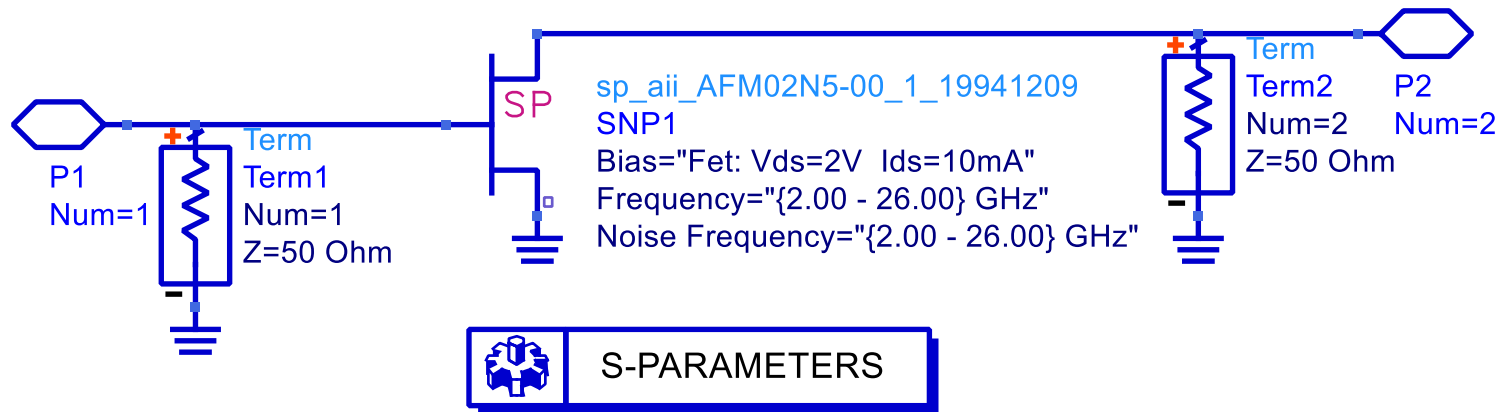 P1
Num=1
+
Term
Term1
Num=1
Z=50 Ohm
-
SP
sp_aii_AFM02N5-00_1_19941209
SNP1
Bias="Fet: Vds=2V  Ids=10mA"
Frequency="{2.00 - 26.00} GHz"
Noise Frequency="{2.00 - 26.00} GHz"
+
Term
Term2
Num=2
Z=50 Ohm
-
P2
Num=2
S-PARAMETERS